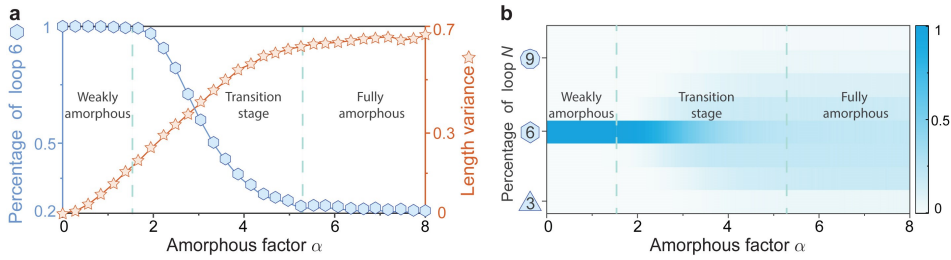 a
Percentage of loop 6
1
0.5
0.2
Weakly
amorphous
Transition
stage
Fully
amorphous
0.7
0.3
0
Length variance
0 2 4 6 8
Amorphous factor α
b
Percentage of loop N
9
6
3
Weakly
amorphous
Transition
stage
Fully
amorphous
0 2 4 6 8
Amorphous factor α
1
0.5
0